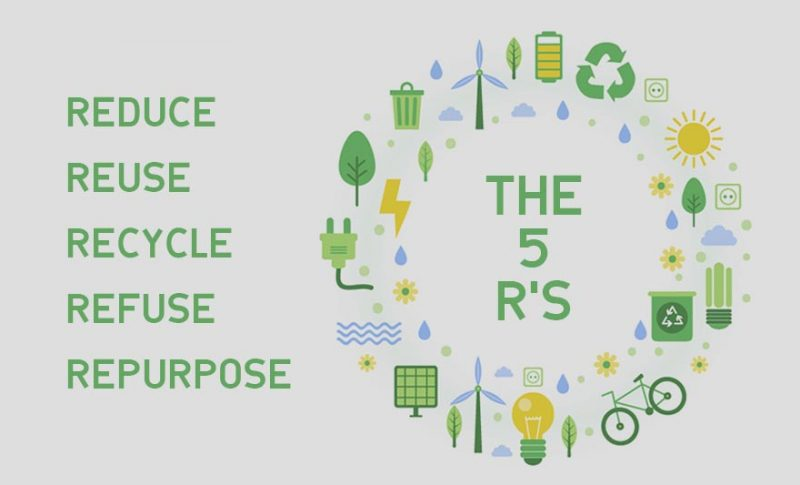 REDUCE
REUSE
RECYCLE
REFUSE
REPURPOSE
THE
5
R'S